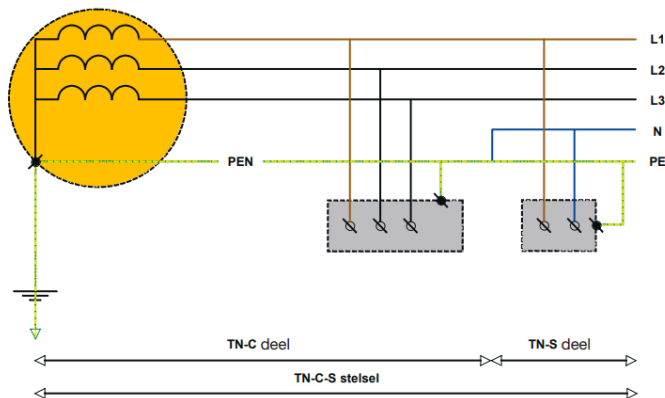 L1
L2
L3
N
PEN
PE
TN-C deel
TN-S deel
TN-C-S stelsel